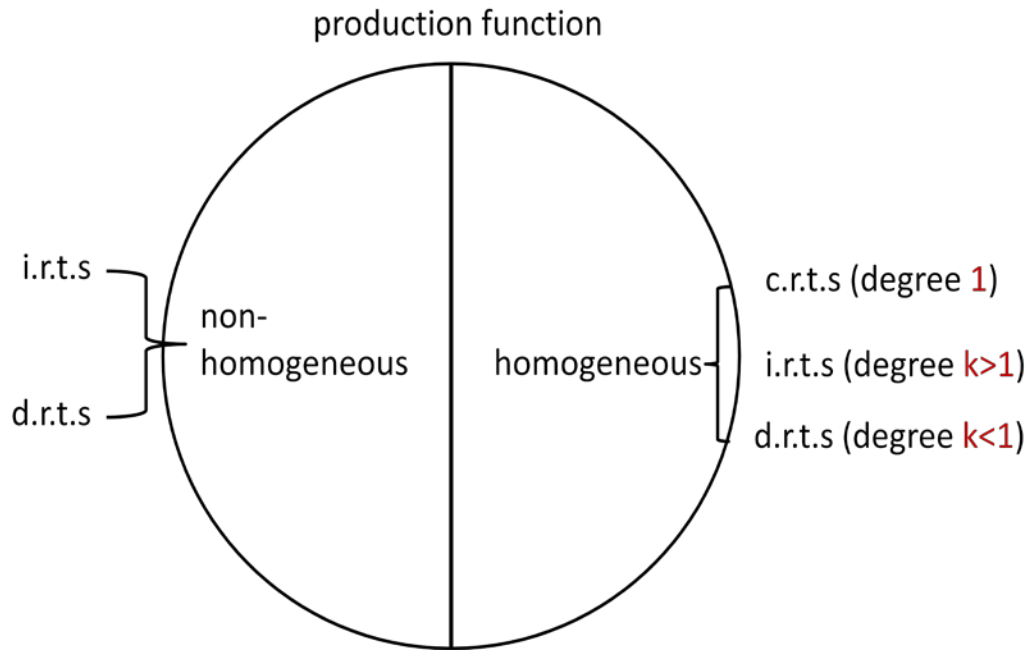 production function
i.r.t.s
d.r.t.s
non-
homogeneous
homogeneous
c.r.t.s (degree 1)
i.r.t.s (degree k>1)
d.r.t.s (degree k<1)